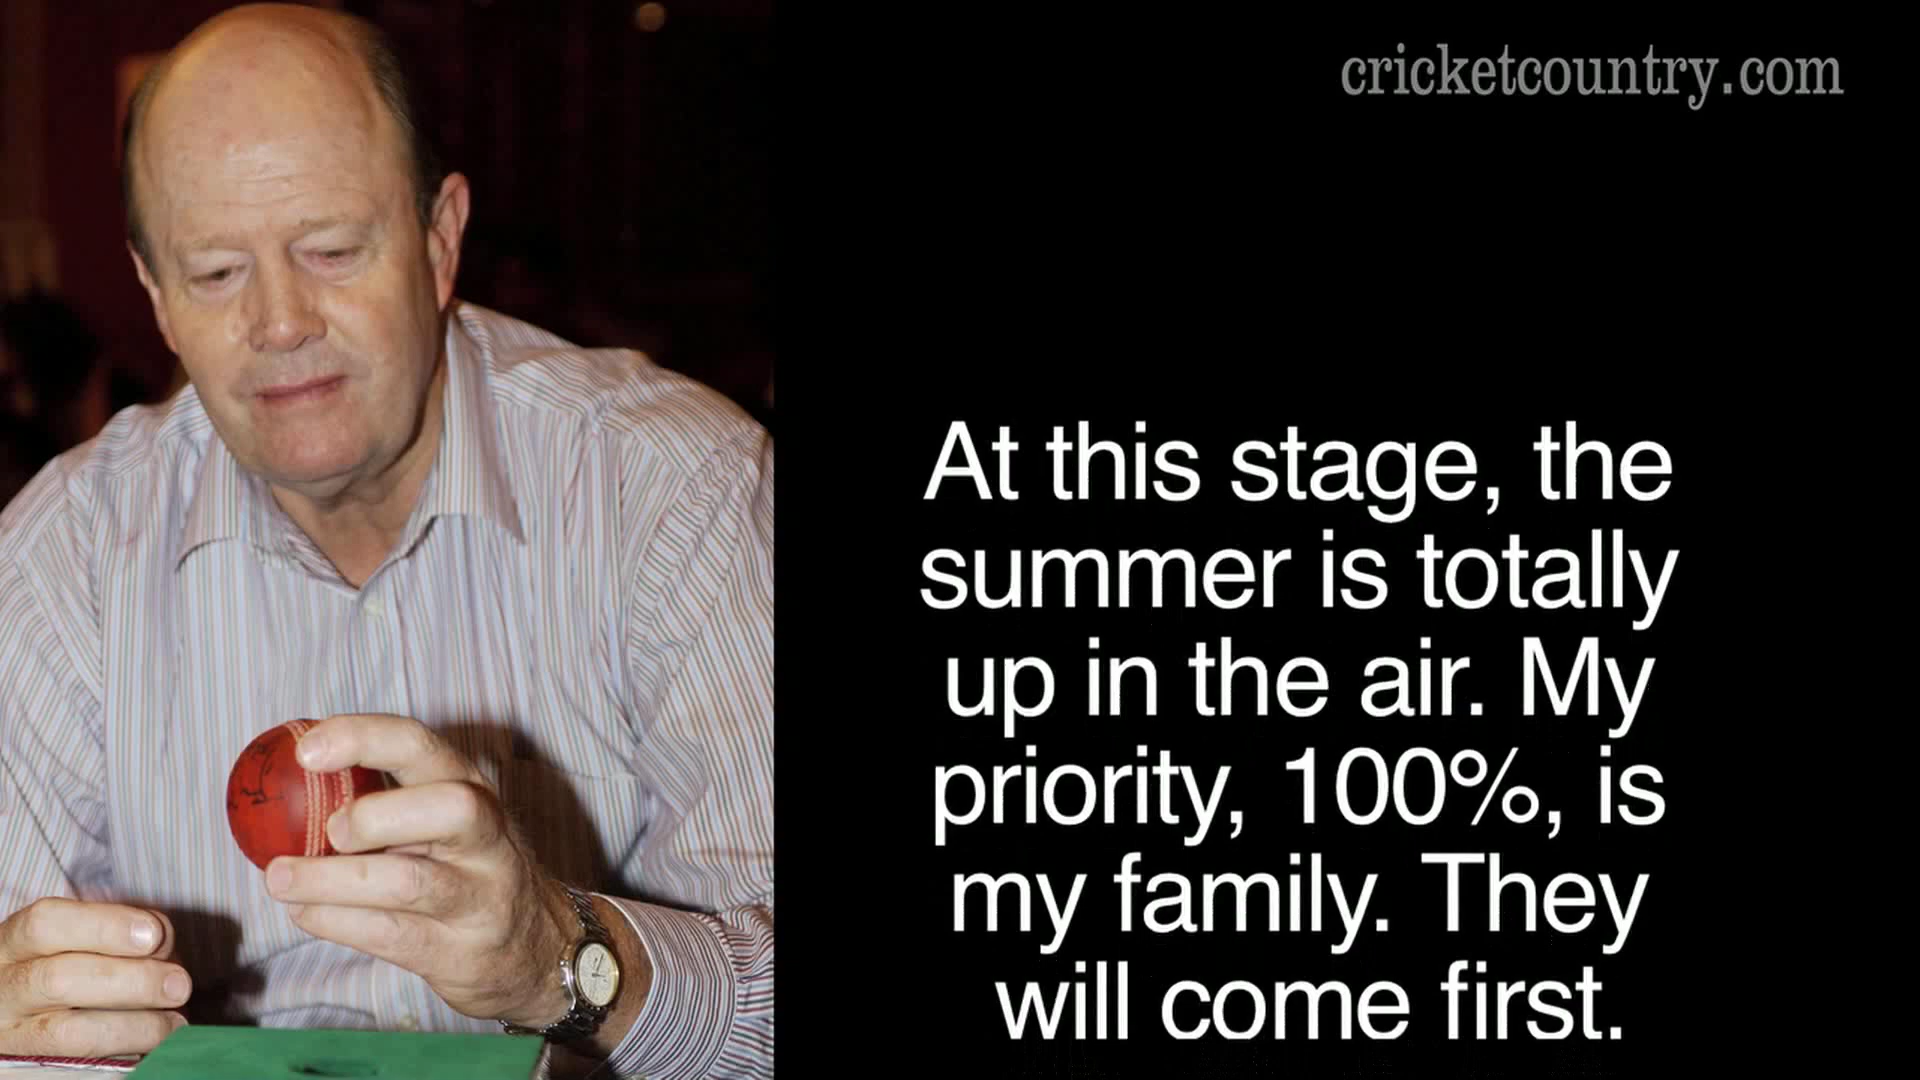 cricketcountry.com
At this stage, the
summer is totally
up in the air. My
priority, 100%, is
my family. They
will come first.